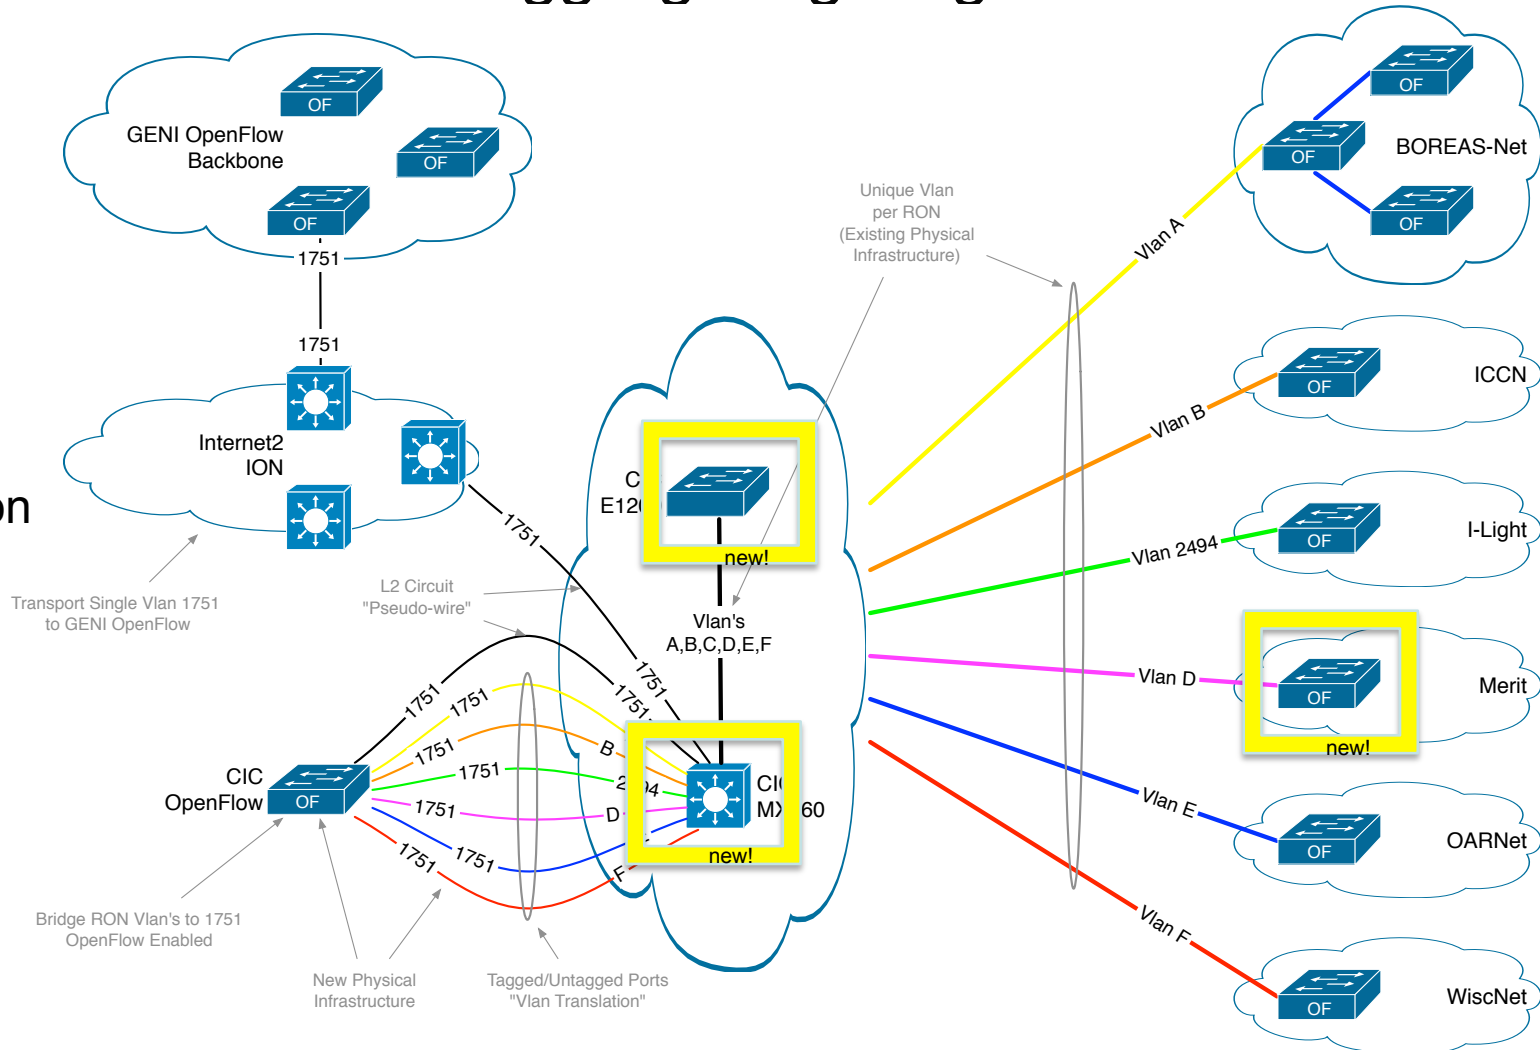 GENI OpenFlow
Backbone
OF
OF
OF
1751
1751
Internet2
ION
on
Transport Single Vlan 1751
to GENI OpenFlow
L2 Circuit
"Pseudo-wire"
1751
1751
1751
1751
1751
1751
1751
1751
1751
1751
B
D
F
CIC
OpenFlow
OF
Bridge RON Vlan's to 1751
OpenFlow Enabled
New Physical
Infrastructure
Tagged/Untagged Ports
"Vlan Translation"
new!
Vlan's
A,B,C,D,E,F
new!
Unique Vlan
per RON
(Existing Physical
Infrastructure)
Vlan A
Vlan B
Vlan 2494
Vlan D
Vlan E
Vlan F
OF
OF
OF
BOREAS-Net
OF
ICCN
OF
I-Light
OF
Merit
new!
OF
OARNet
OF
WiscNet